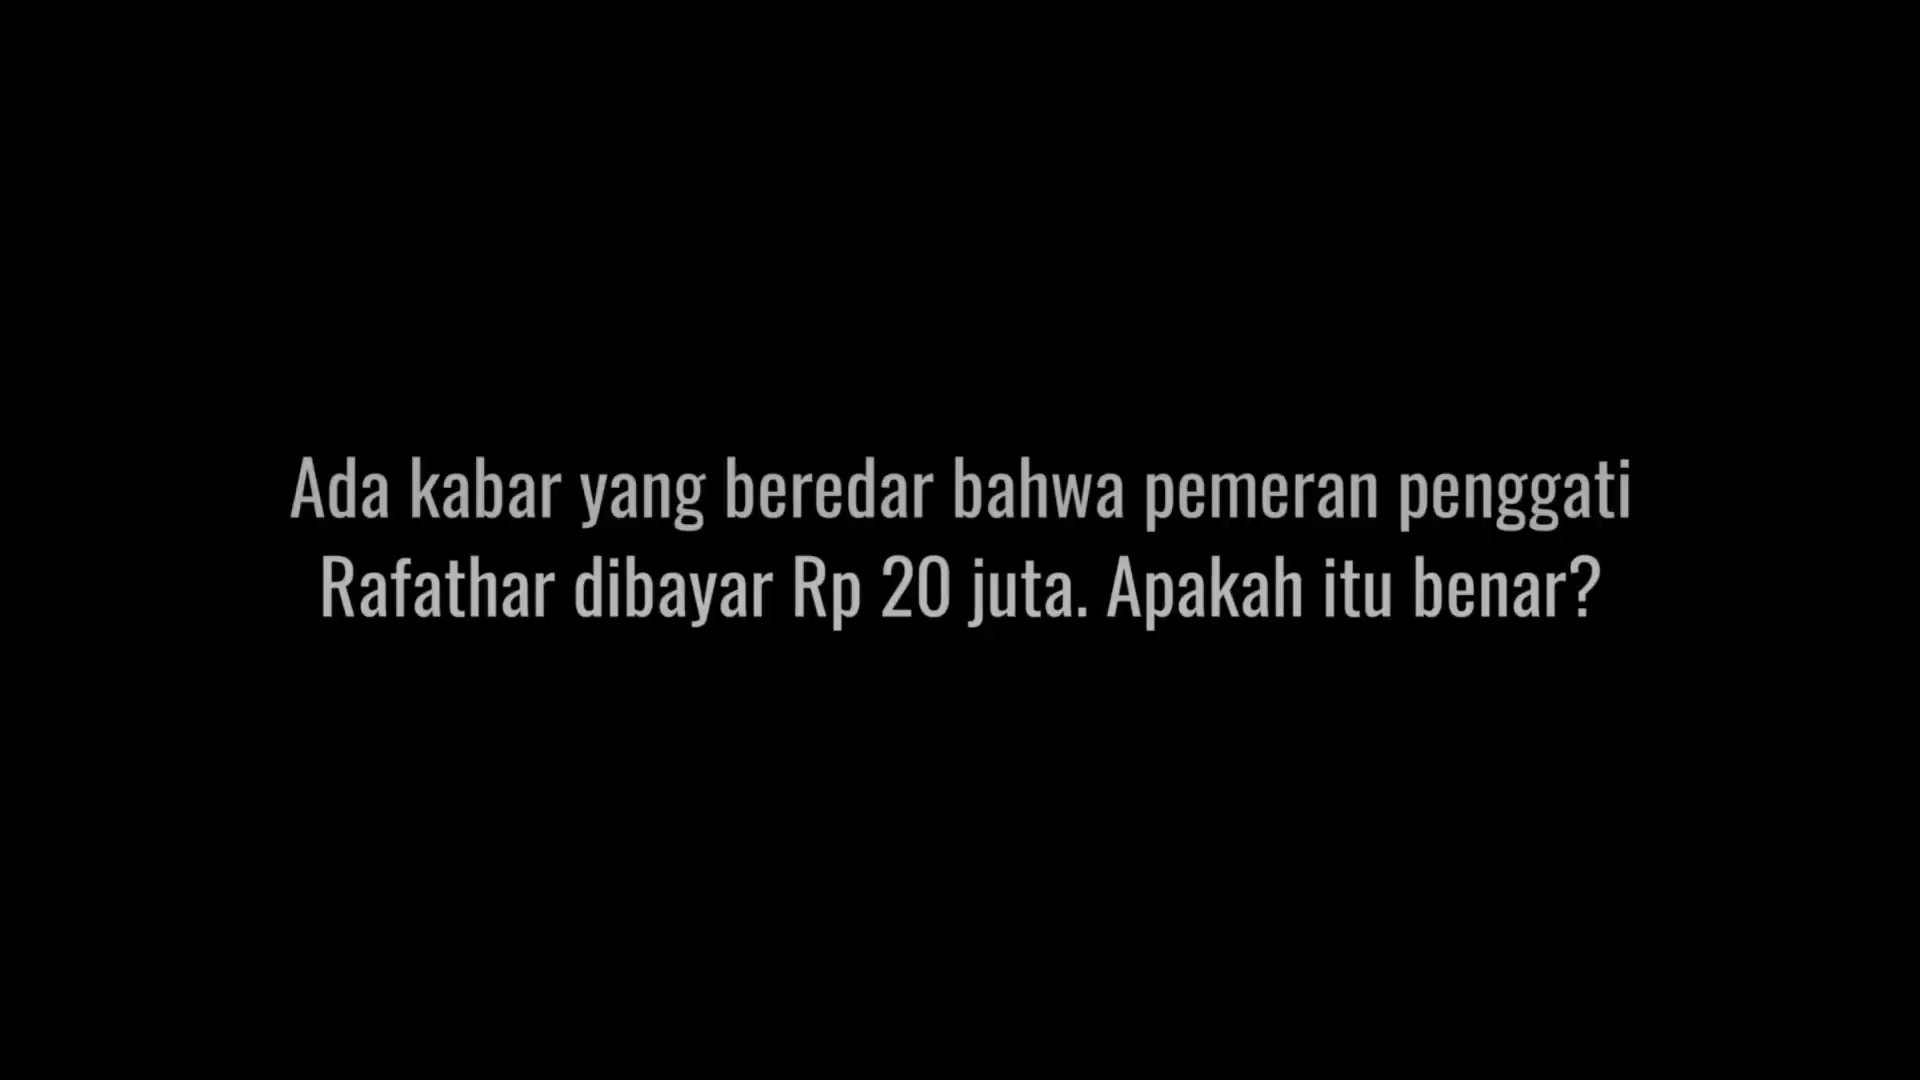 Ada kabar yang beredar bahwa pemeran penggati
Rafathar dibayar Rp 20 juta. Apakah itu benar?